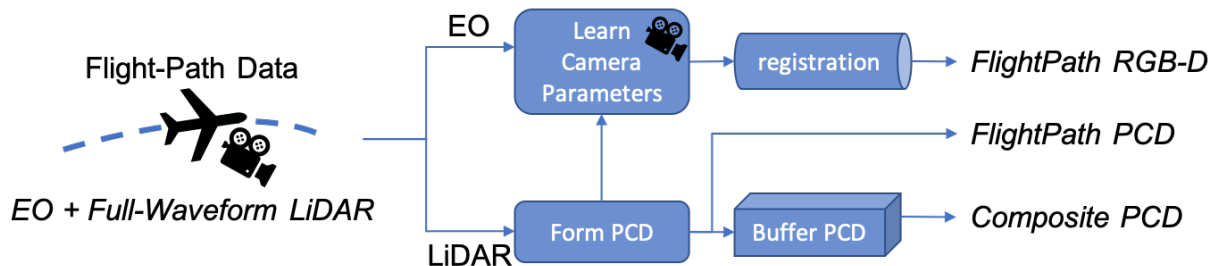 Flight-Path Data
EO + Full-Waveform LiDAR
EO
LiDAR
Learn
Camera
Parameters
registration
FlightPath RGB-D
FlightPath PCD
Form PCD
Buffer PCD
Composite PCD